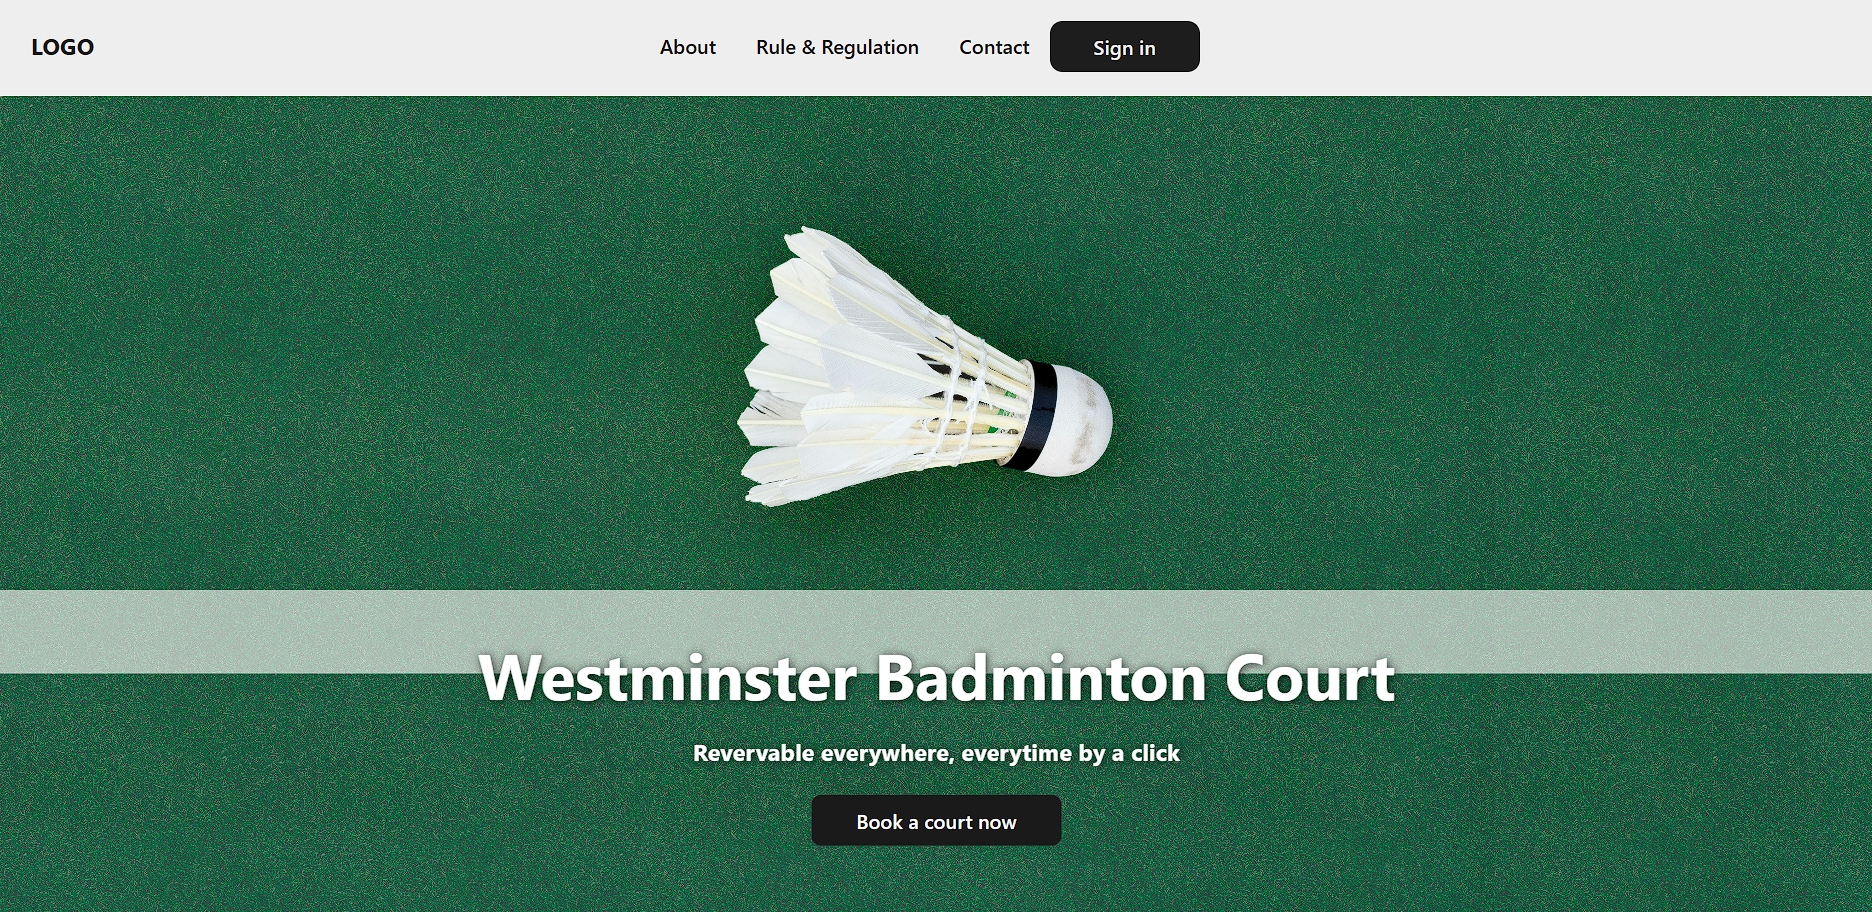 LOGO
About
Rule & Regulation
Contact
Sign in
Westminster Badminton Court
Revervable everywhere, everytime by a click
Book a court now